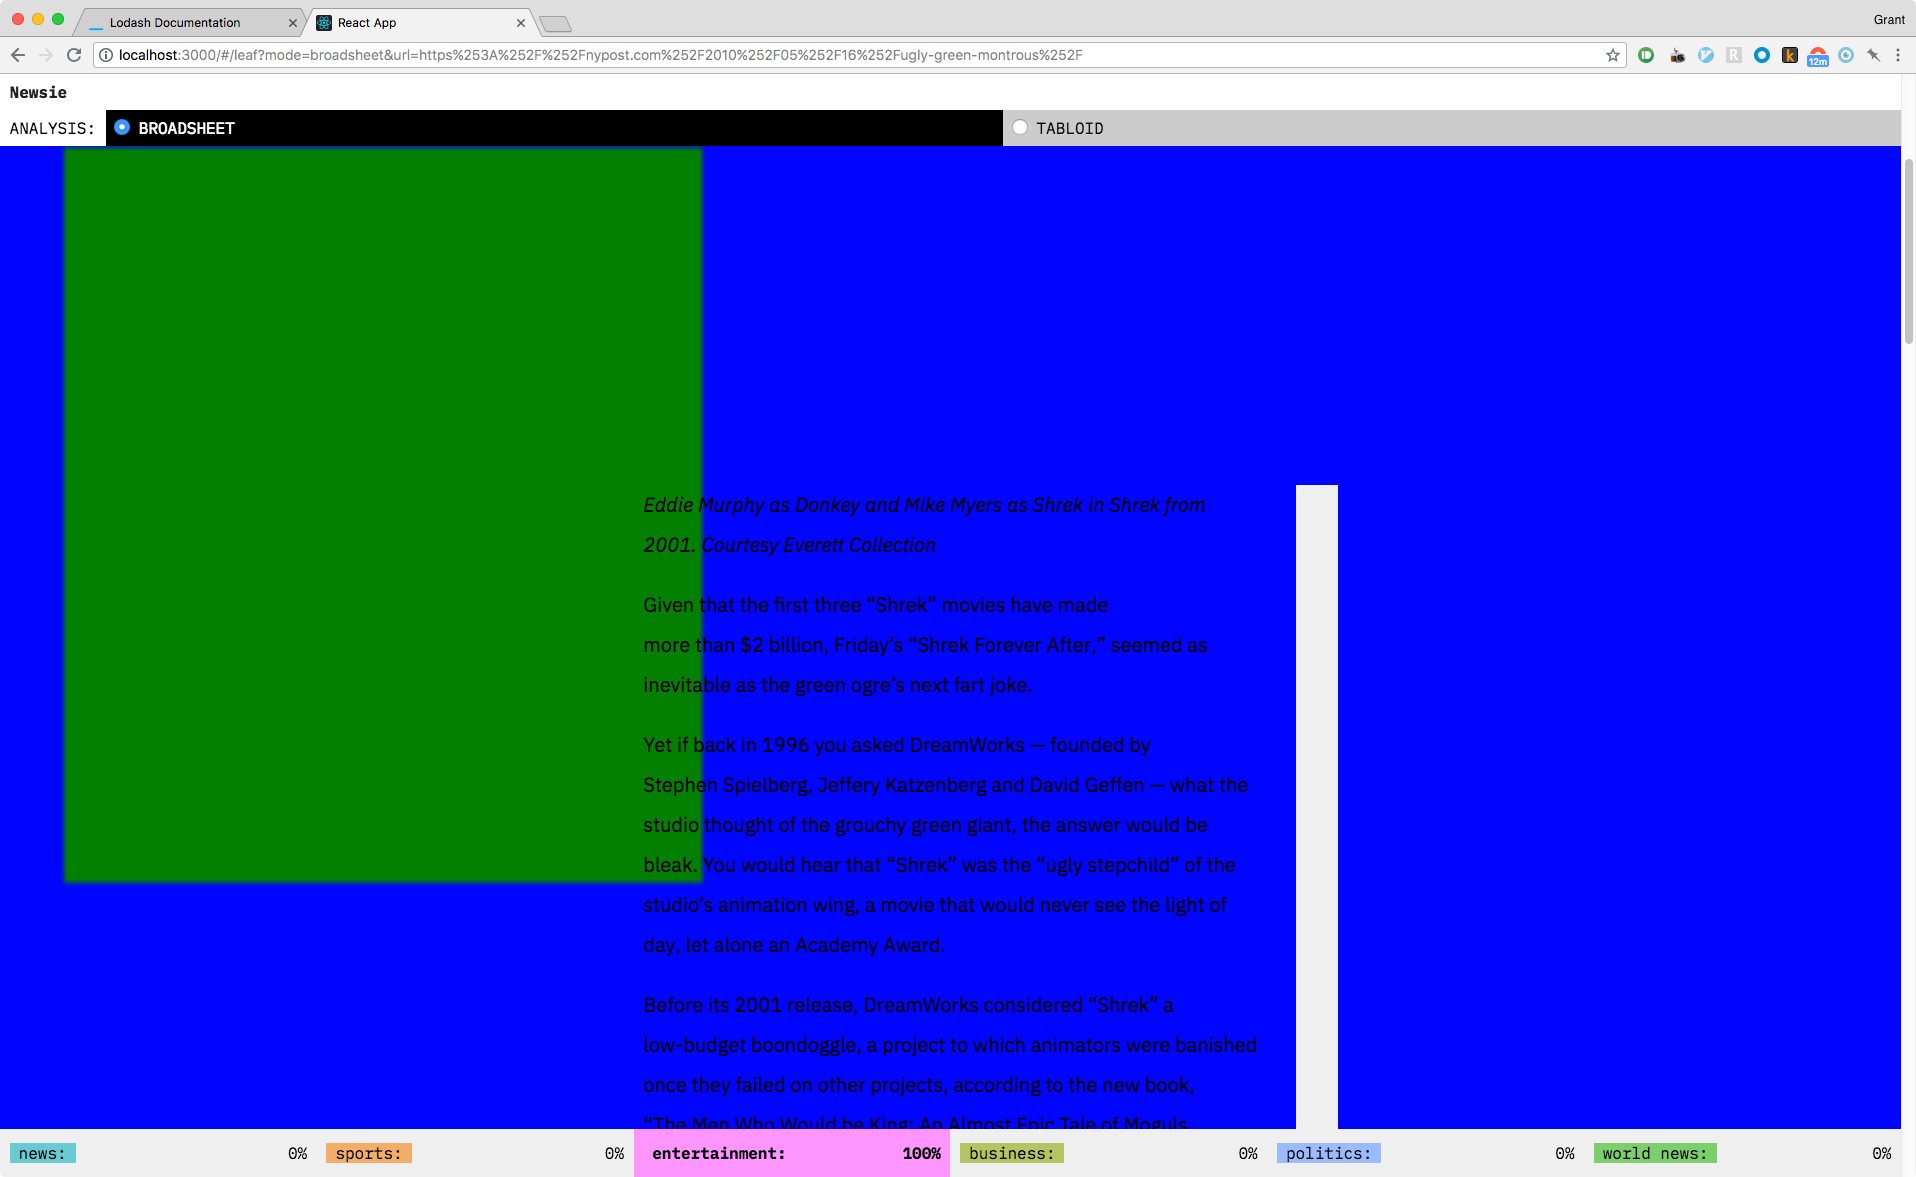 Lodash Documentation
React App
Grant
localhost:3000/#/leaf?mode=broadsheet&url=https%253A%252F%252Fnypost.com%252F2010%252F05%252F16%252Fugly-green-montrous%252F
R
k
12m
Newsie
ANALYSIS:
BROADSHEET
TABLOID
Eddie Murphy as Donkey and Mike Myers as Shrek in Shrek from
2001. Courtesy Everett Collection
Given that the first three “Shrek” movies have made
more than $2 billion, Friday’s “Shrek Forever After,” seemed as
inevitable as the green ogre’s next fart joke.
Yet if back in 1996 you asked DreamWorks — founded by
Stephen Spielberg, Jeffery Katzenberg and David Geffen — what the
studio thought of the grouchy green giant, the answer would be
bleak. You would hear that “Shrek” was the “ugly stepchild” of the
studio’s animation wing, a movie that would never see the light of
day, let alone an Academy Award.
Before its 2001 release, DreamWorks considered “Shrek” a
low-budget boondoggle, a project to which animators were banished
once they failed on other projects, according to the new book,
“The Men Who Would be King: An Almost Epic Tale of Moguls
news: 0%
sports: 0%
entertainment: 100%
business: 0%
politics: 0%
world news: 0%